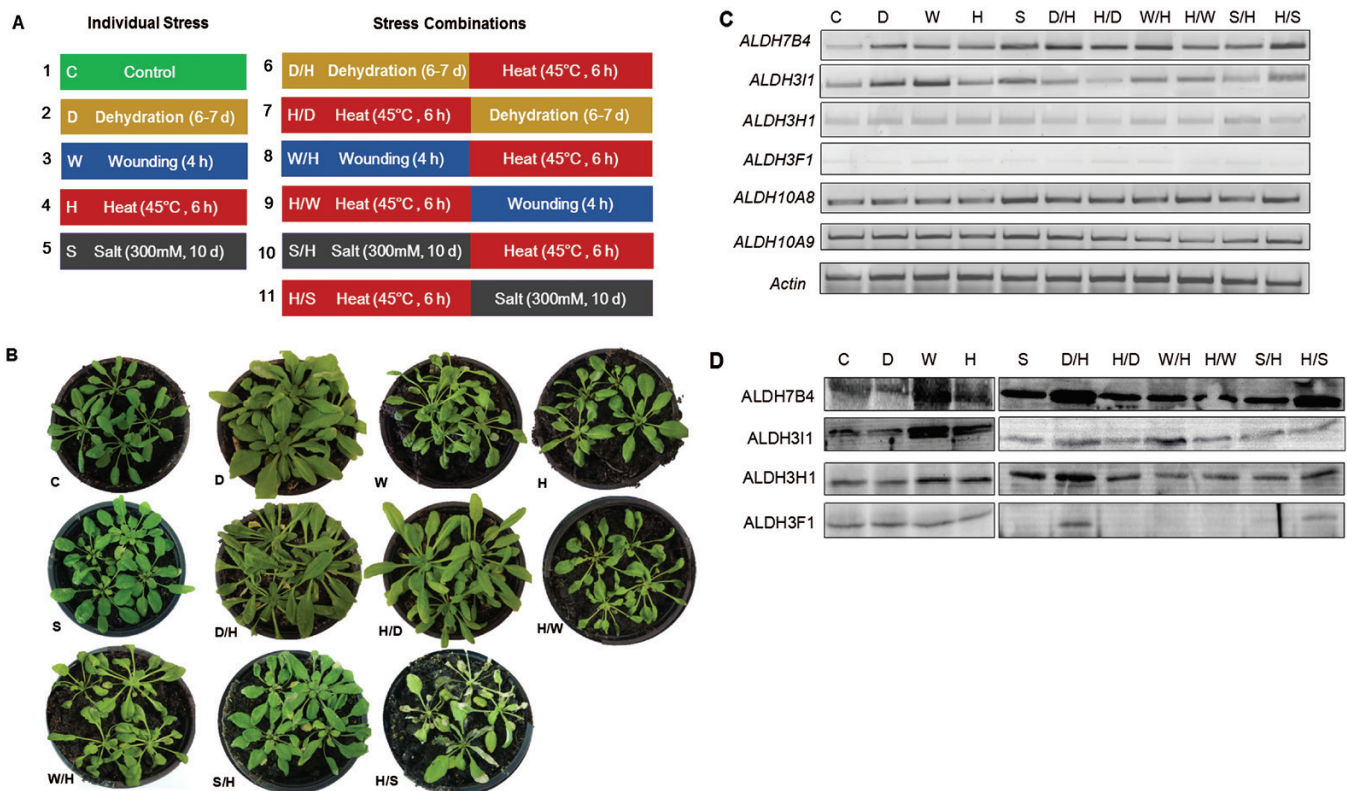 A
Individual Stress
Stress Combinations
1 C Control
2 D Dehydration (6-7 d)
3 W Wounding (4 h)
4 H Heat (45°C , 6 h)
5 S Salt (300mM, 10 d)
6 D/H Dehydration (6-7 d) Heat (45°C , 6 h)
7 H/D Heat (45°C , 6 h) Dehydration (6-7 d)
8 W/H Wounding (4 h) Heat (45°C , 6 h)
9 H/W Heat (45°C , 6 h) Wounding (4 h)
10 S/H Salt (300mM, 10 d) Heat (45°C , 6 h)
11 H/S Heat (45°C , 6 h) Salt (300mM, 10 d)
B
C D W H
S D/H H/D H/W
W/H S/H H/S
C
C D W H S D/H H/D W/H H/W S/H H/S
ALDH7B4
ALDH3I1
ALDH3H1
ALDH3F1
ALDH10A8
ALDH10A9
Actin
D
C D W H S D/H H/D W/H H/W S/H H/S
ALDH7B4
ALDH3I1
ALDH3H1
ALDH3F1